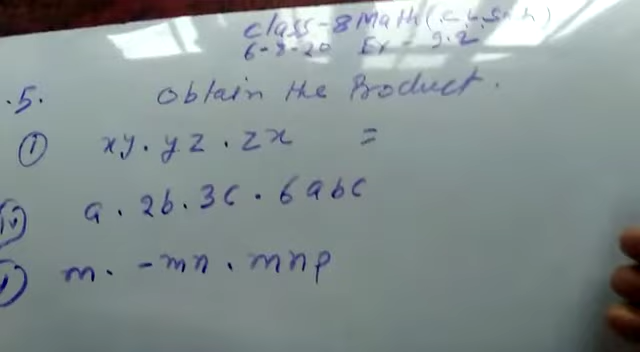 Class-8 Math
6-8-20 Ex - 9.2
.5. Obtain the Product.
(i) xy . yz . zx =
(iv) a . 2b . 3c . 6abc
m . -mn . mnp